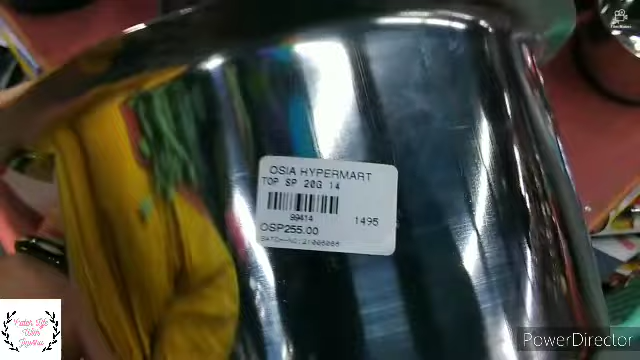 OSIA HYPERMART
TOP SP 20G 14
89414
1495
OSP255.00
PowerDirector